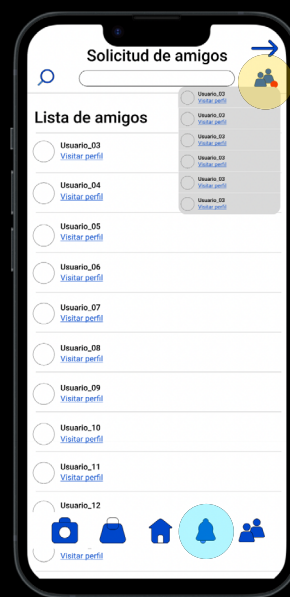 Solicitud de amigos
Usuario_03
Visitar perfil
Usuario_03
Visitar perfil
Usuario_03
Visitar perfil
Usuario_03
Visitar perfil
Usuario_03
Visitar perfil
Usuario_03
Visitar perfil
Lista de amigos
Usuario_03
Visitar perfil
Usuario_04
Visitar perfil
Usuario_05
Visitar perfil
Usuario_06
Visitar perfil
Usuario_07
Visitar perfil
Usuario_08
Visitar perfil
Usuario_09
Visitar perfil
Usuario_10
Visitar perfil
Usuario_11
Visitar perfil
Usuario_12
Visitar perfil